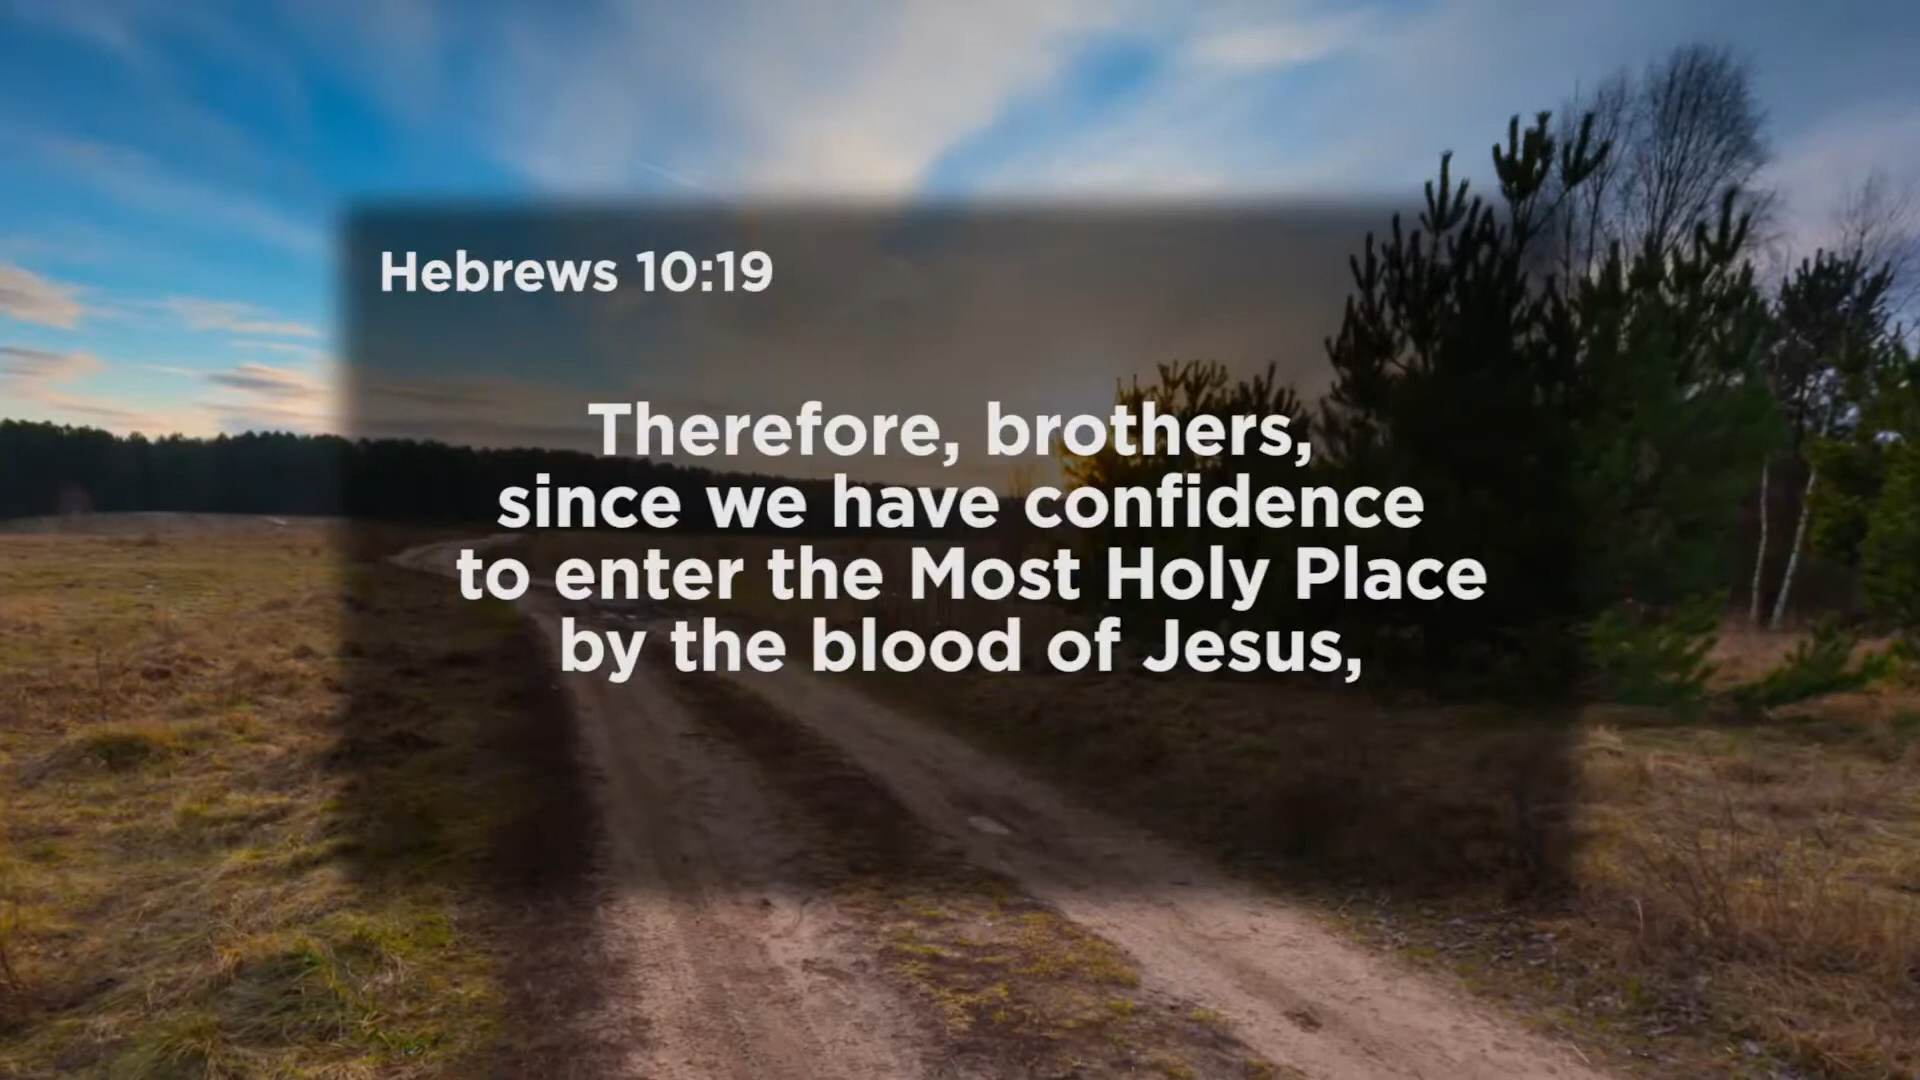 Hebrews 10:19
Therefore, brothers,
since we have confidence
to enter the Most Holy Place
by the blood of Jesus,